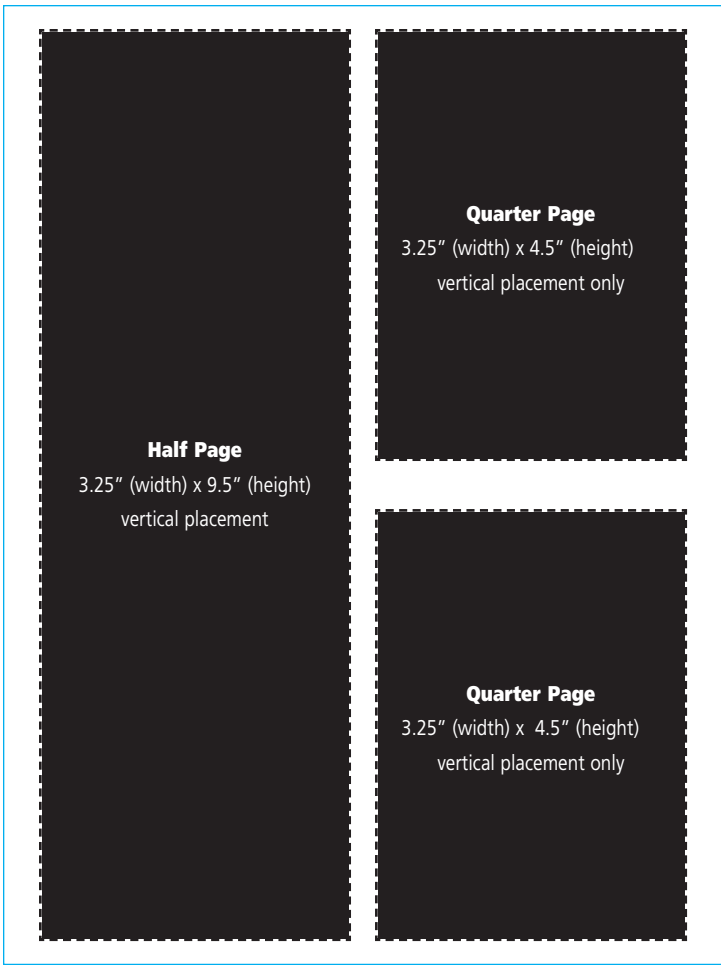 Half Page
3.25” (width) x 9.5” (height)
vertical placement
Quarter Page
3.25” (width) x 4.5” (height)
vertical placement only
Quarter Page
3.25” (width) x  4.5” (height)
vertical placement only